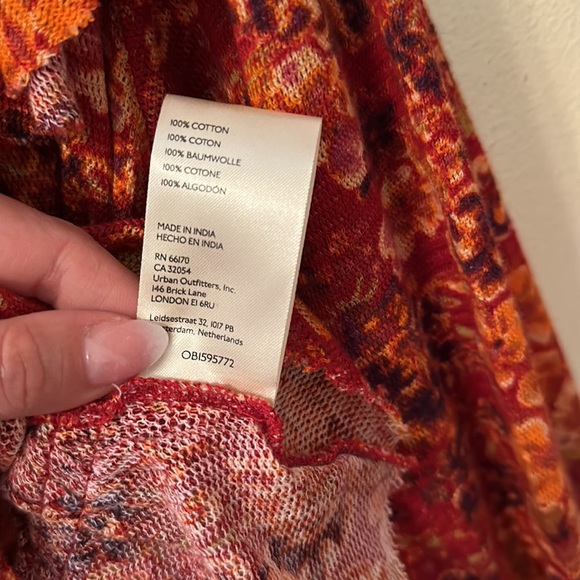 100% COTTON
100% COTON
100% BAUMWOLLE
100% COTONE
100% ALGODÓN
MADE IN INDIA
HECHO EN INDIA
RN 66170
CA 32054
Urban Outfitters, Inc.
146 Brick Lane
LONDON E1 6RU
Leidsestraat 32, 1017 PB
Netherlands
OB1595772